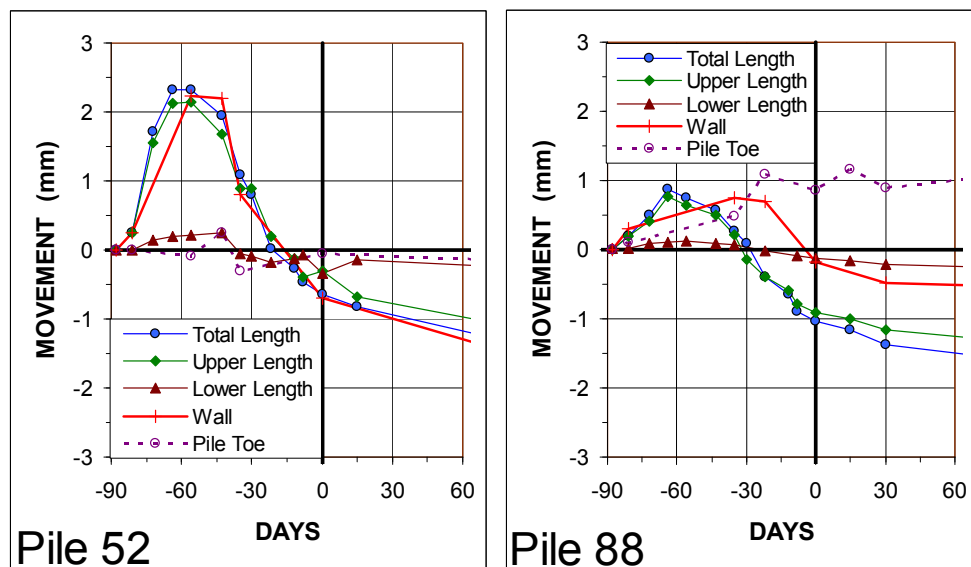 3
2
1
0
-1
-2
-3
MOVEMENT (mm)
Total Length
Upper Length
Lower Length
Wall
Pile Toe
-90 -60 -30 0 30 60
DAYS
Pile 52
3
2
1
0
-1
-2
-3
MOVEMENT (mm)
Total Length
Upper Length
Lower Length
Wall
Pile Toe
-90 -60 -30 0 30 60
DAYS
Pile 88